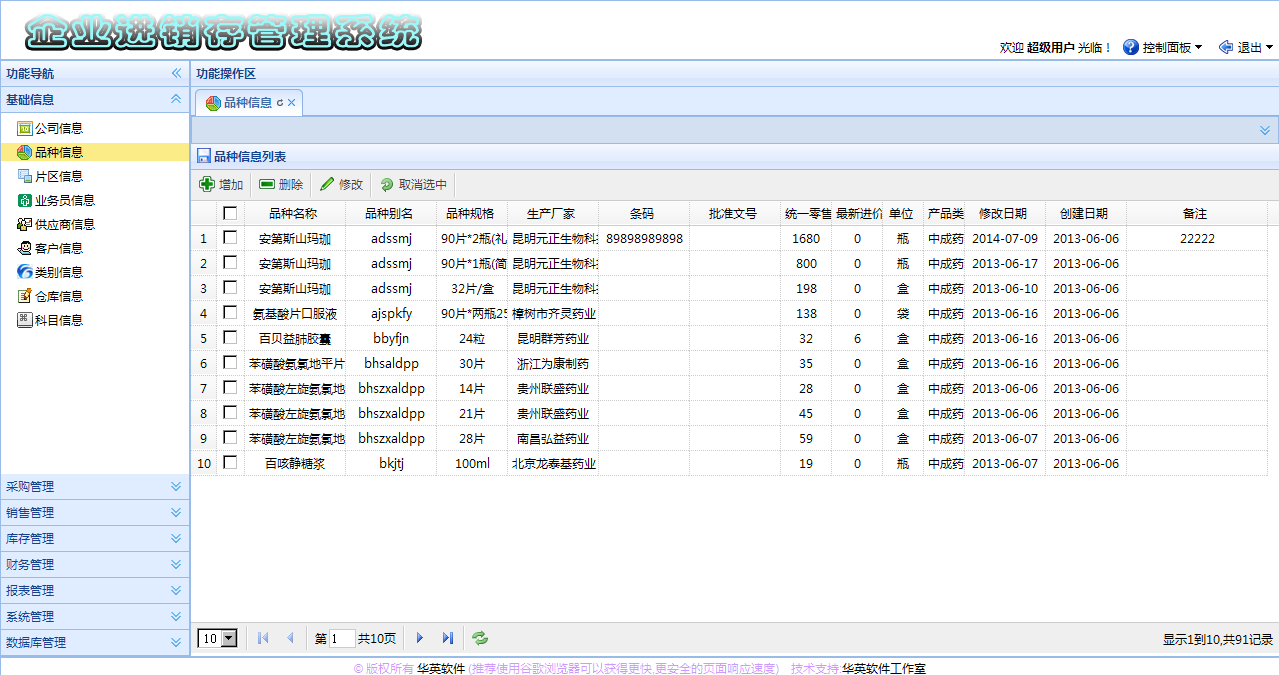 企业进销存管理系统
欢迎 超级用户 光临！ 控制面板 退出
功能导航
功能操作区
基础信息
品种信息
公司信息
品种信息
片区信息
业务员信息
供应商信息
客户信息
类别信息
仓库信息
科目信息
采购管理
销售管理
库存管理
财务管理
报表管理
系统管理
数据库管理
品种信息列表
增加 删除 修改 取消选中
品种名称 品种别名 品种规格 生产厂家 条码 批准文号 统一零售 最新进价 单位 产品类 修改日期 创建日期 备注
1 安第斯山玛咖 adssmj 90片*2瓶(礼 昆明元正生物科 89898989898 1680 0 瓶 中成药 2014-07-09 2013-06-06 22222
2 安第斯山玛咖 adssmj 90片*1瓶(简 昆明元正生物科 800 0 瓶 中成药 2013-06-17 2013-06-06
3 安第斯山玛咖 adssmj 32片/盒 昆明元正生物科 198 0 盒 中成药 2013-06-10 2013-06-06
4 氨基酸片口服液 ajspkfy 90片*两瓶25 樟树市齐灵药业 138 0 袋 中成药 2013-06-16 2013-06-06
5 百贝益肺胶囊 bbyfjn 24粒 昆明群芳药业 32 6 盒 中成药 2013-06-16 2013-06-06
6 苯磺酸氨氯地平片 bhsaldpp 30片 浙江为康制药 35 0 盒 中成药 2013-06-16 2013-06-06
7 苯磺酸左旋氨氯地 bhszxaldpp 14片 贵州联盛药业 28 0 盒 中成药 2013-06-06 2013-06-06
8 苯磺酸左旋氨氯地 bhszxaldpp 21片 贵州联盛药业 45 0 盒 中成药 2013-06-06 2013-06-06
9 苯磺酸左旋氨氯地 bhszxaldpp 28片 南昌弘益药业 59 0 盒 中成药 2013-06-07 2013-06-06
10 百咳静糖浆 bkjtj 100ml 北京龙泰基药业 19 0 瓶 中成药 2013-06-07 2013-06-06
10 第 1 共10页 显示1到10,共91记录
© 版权所有 华英软件 (推荐使用谷歌浏览器可以获得更快,更安全的页面响应速度) 技术支持:华英软件工作室